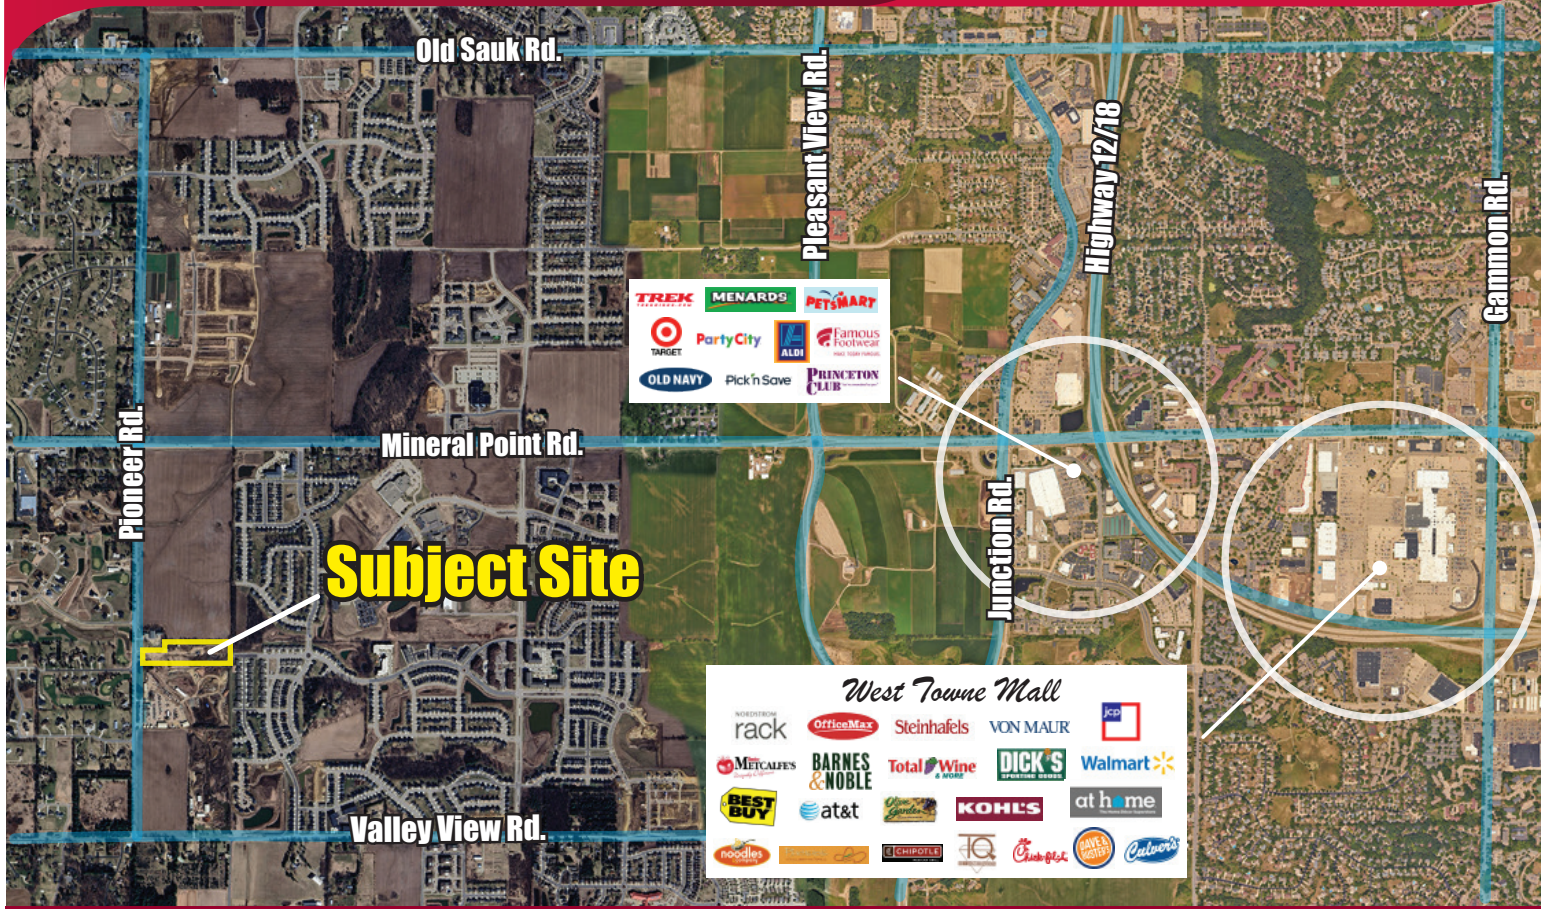 Old Sauk Rd.
Pleasant View Rd.
Highway 12/18
Gammon Rd.
TREK
MENARDS
PETSMART
TARGET
Party City
ALDI
Famous
Footwear
OLD NAVY
Pick'n Save
PRINCETON
CLUB
Pioneer Rd.
Mineral Point Rd.
Junction Rd.
Subject Site
West Towne Mall
NORDSTROM
rack
OfficeMax
Steinhafels
VON MAUR
jcp
METCALFE'S
BARNES
&NOBLE
Total Wine
& MORE
DICK'S
SPORTING GOODS
Walmart
BEST
BUY
at&t
Olive Garden
KOHL'S
at home
noodles
& company
CHIPOTLE
Chick-fil-A
DAVE &
BUSTER'S
Culver's
Valley View Rd.